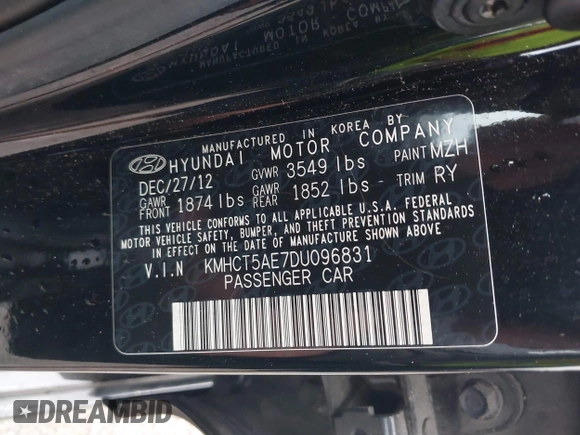 MANUFACTURED IN KOREA BY:
HYUNDAI MOTOR COMPANY
DEC/27/12 GVWR 3549 lbs PAINT MZH
GAWR FRONT 1874 lbs GAWR REAR 1852 lbs TRIM RY
THIS VEHICLE CONFORMS TO ALL APPLICABLE U.S.A. FEDERAL
MOTOR VEHICLE SAFETY, BUMPER, AND THEFT PREVENTION STANDARDS
IN EFFECT ON THE DATE OF MANUFACTURE SHOWN ABOVE
V.I.N KMHCT5AE7DU096831
PASSENGER CAR
DREAMBID